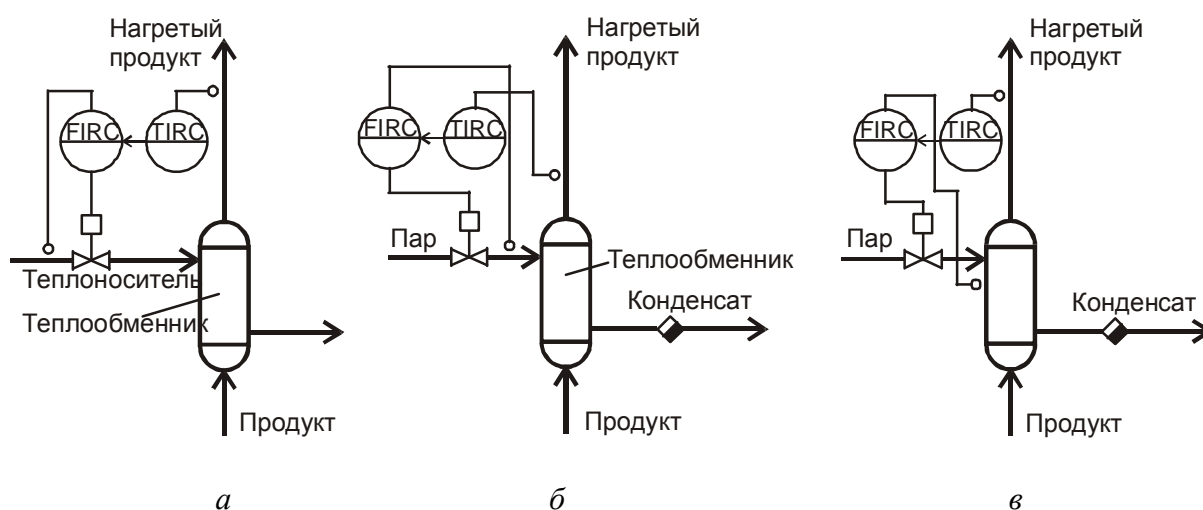 Нагретый
продукт
FIRC
TIRC
Теплоноситель
Теплообменник
Продукт
а
Нагретый
продукт
FIRC
TIRC
Пар
Теплообменник
Конденсат
Продукт
б
Нагретый
продукт
FIRC
TIRC
Пар
Конденсат
Продукт
в